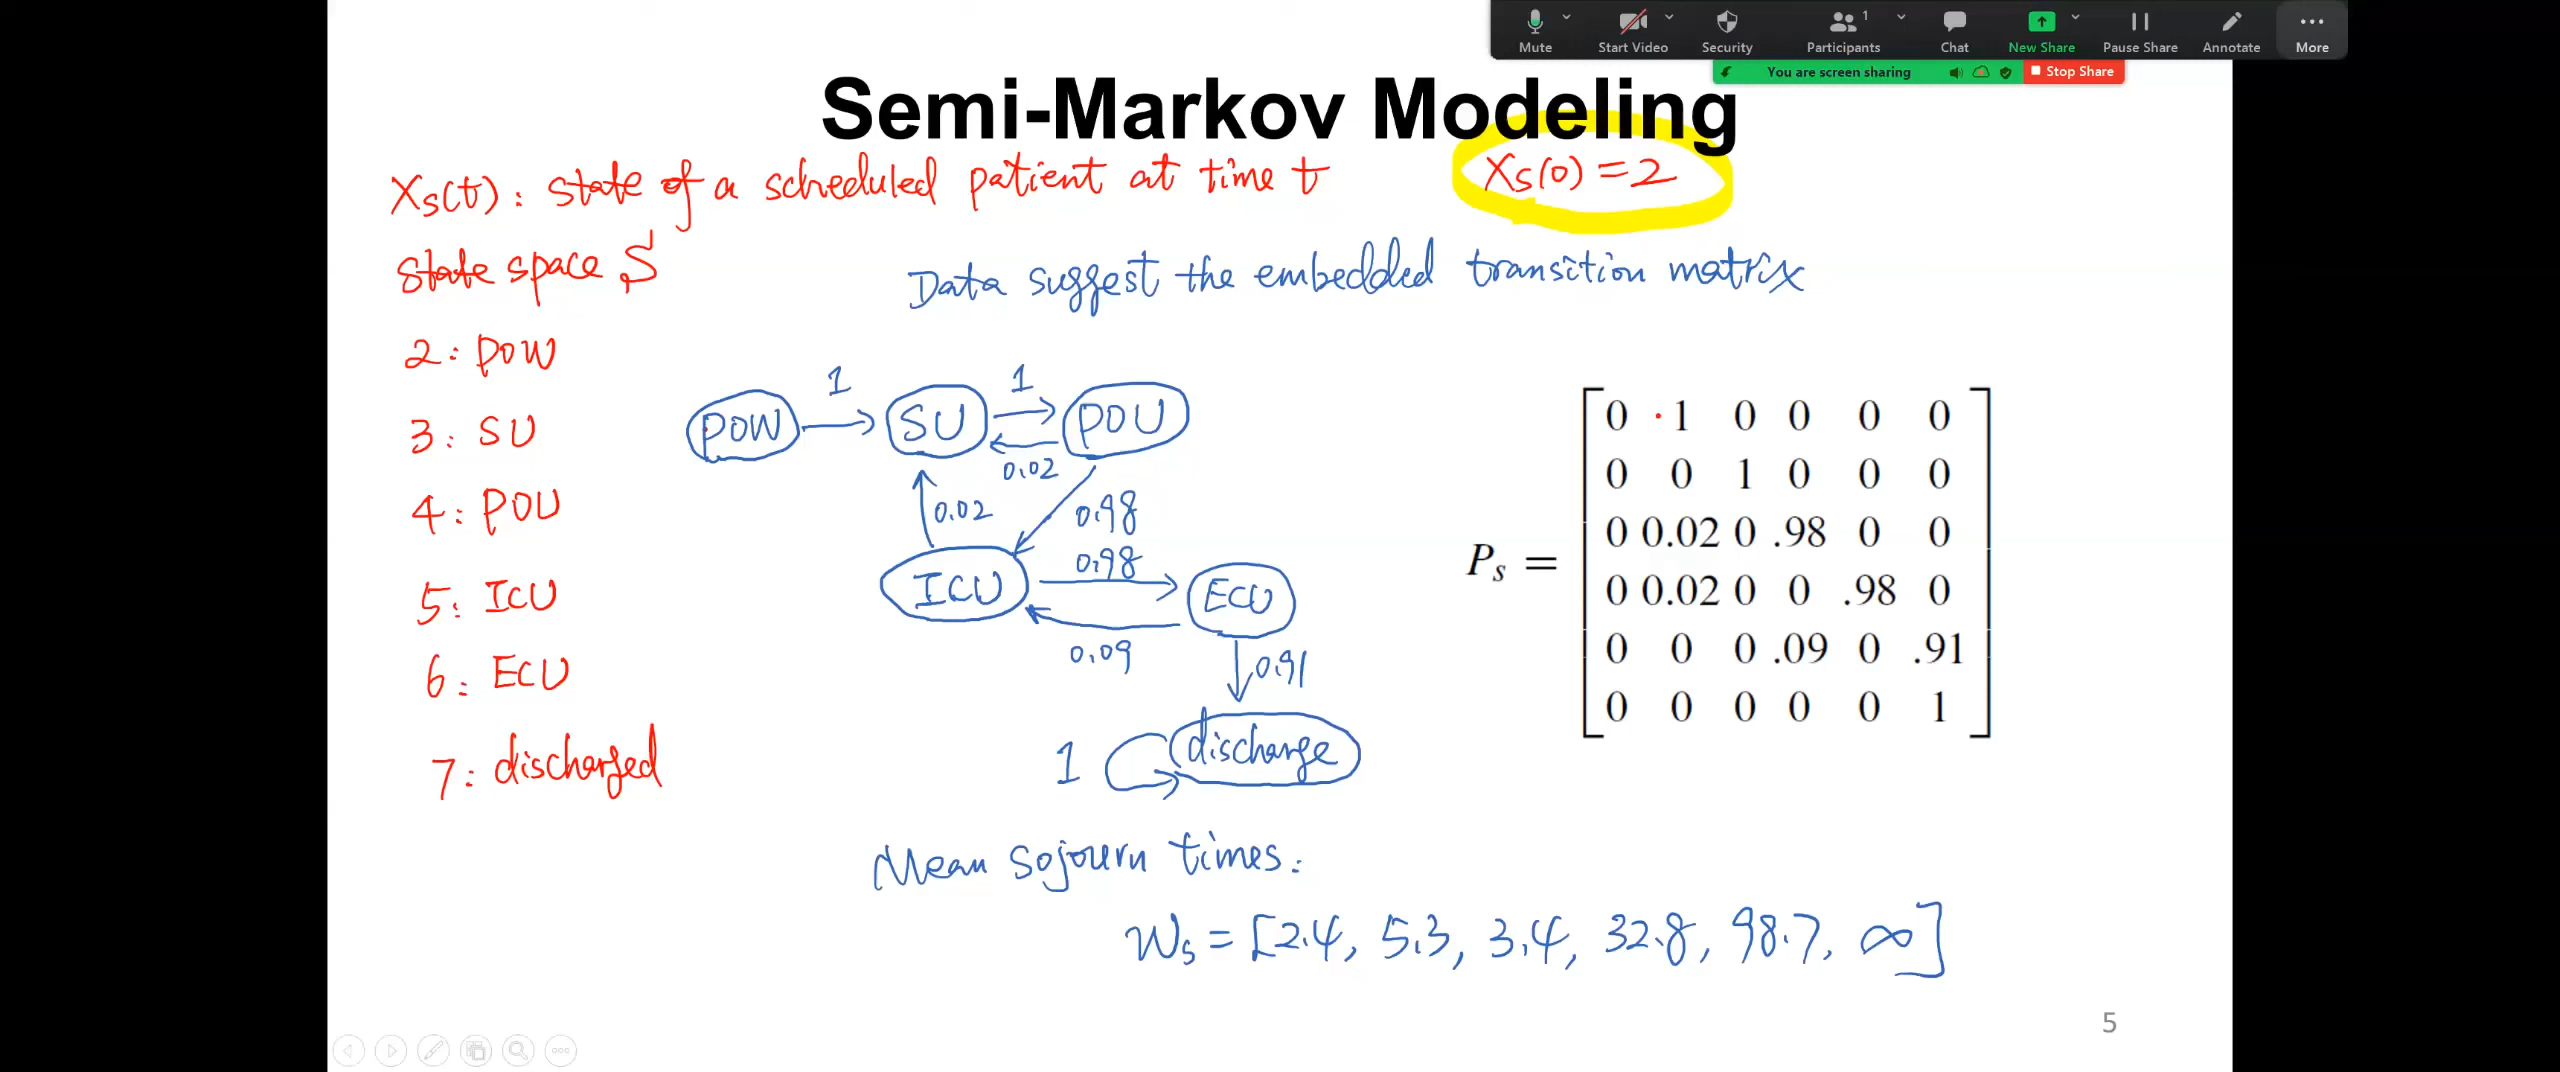 Mute
Start Video
Security
1
Participants
Chat
New Share
Pause Share
Annotate
More
You are screen sharing
Stop Share
Semi-Markov Modeling
Xs(t): state of a scheduled patient at time t
Xs(0) = 2
State space S
Data suggest the embedded transition matrix
2: POW
3: SU
4: POU
5: ICU
6: ECU
7: discharged
POW 1 SU 1 POU
0.02
0.02 0.98
0.98
ICU ECU
0.09 0.91
1 discharge
Ps =
0 1 0 0 0 0
0 0 1 0 0 0
0 0.02 0 .98 0 0
0 0.02 0 0 .98 0
0 0 0 .09 0 .91
0 0 0 0 0 1
Mean sojourn times:
Ws = [2.4, 5.3, 3.4, 32.8, 98.7, ∞]
5